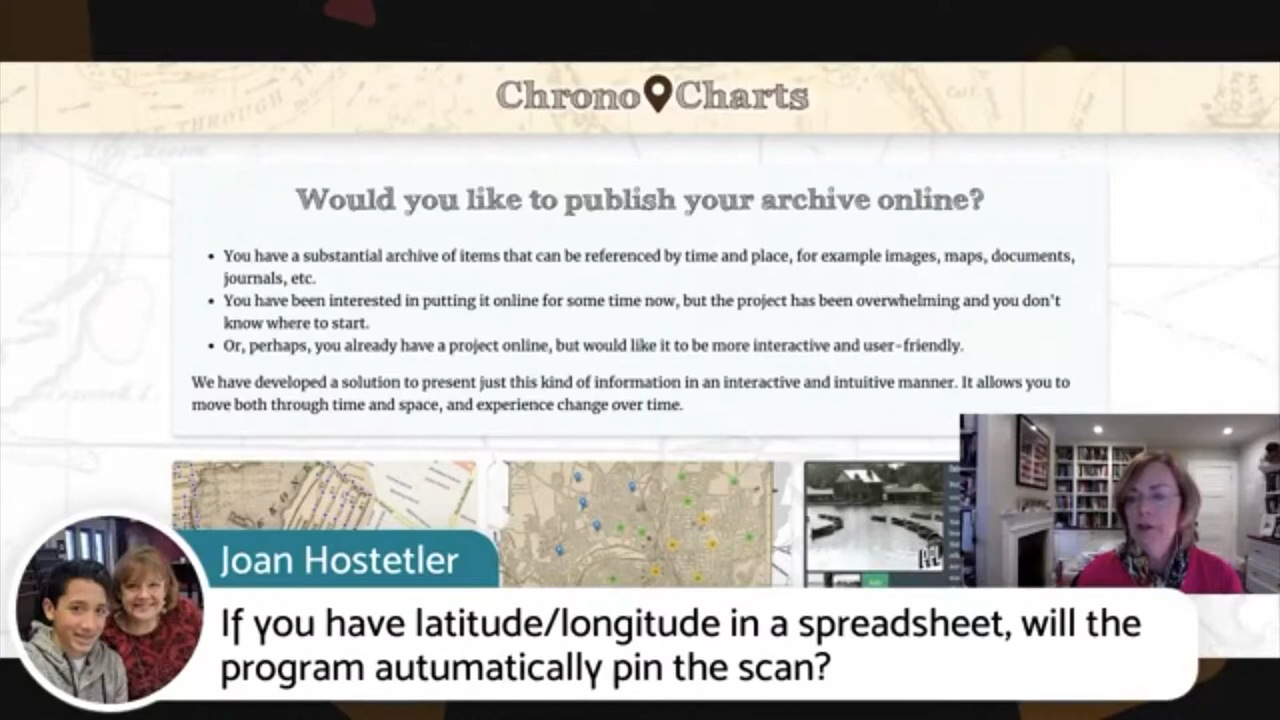 Chrono Charts
Would you like to publish your archive online?
• You have a substantial archive of items that can be referenced by time and place, for example images, maps, documents,
journals, etc.
• You have been interested in putting it online for some time now, but the project has been overwhelming and you don't
know where to start.
• Or, perhaps, you already have a project online, but would like it to be more interactive and user-friendly.
We have developed a solution to present just this kind of information in an interactive and intuitive manner. It allows you to
move both through time and space, and experience change over time.
Joan Hostetler
If you have latitude/longitude in a spreadsheet, will the
program autumatically pin the scan?